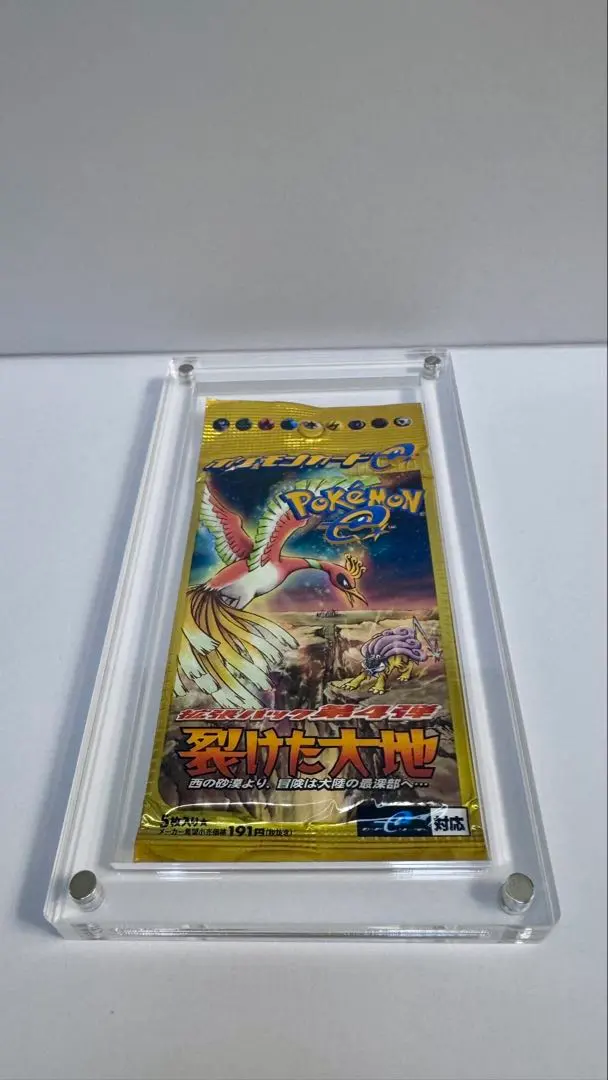 ポケモンカードe
POKéMON
e
拡張パック第4弾
裂けた大地
西の砂漠より、冒険は大陸の最深部へ…
5枚入り★
メーカー希望小売価格 191円(税抜き)
対応